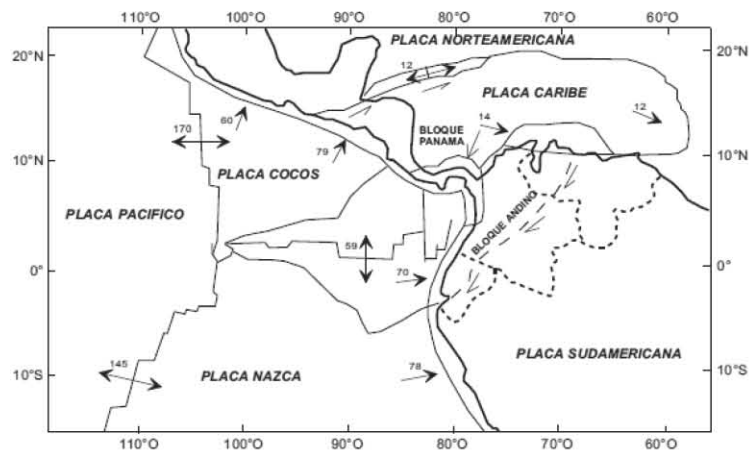 110°O 100°O 90°O 80°O 70°O 60°O
20°N
20°N
PLACA NORTEAMERICANA
12
PLACA CARIBE
12
14
60
BLOQUE
PANAMA
170
79
10°N
10°N
PLACA COCOS
PLACA PACIFICO
BLOQUE ANDINO
59
0°
0°
70
PLACA SUDAMERICANA
145
PLACA NAZCA
78
10°S
10°S
110°O 100°O 90°O 80°O 70°O 60°O